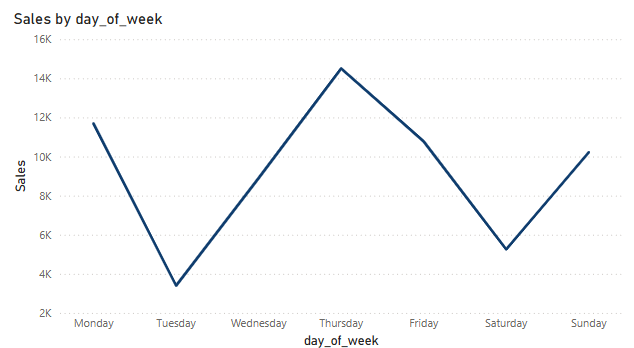 Sales by day_of_week
16K
14K
12K
10K
8K
6K
4K
2K
Sales
Monday Tuesday Wednesday Thursday Friday Saturday Sunday
day_of_week